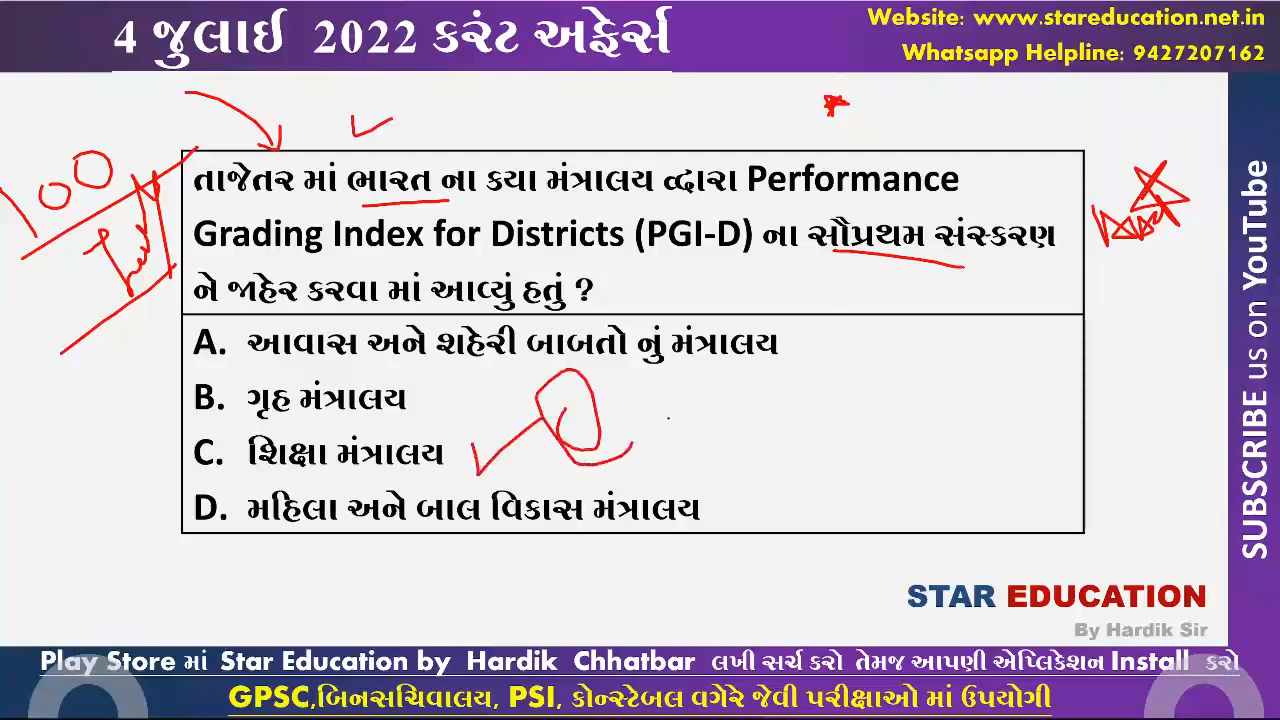 4 જુલાઈ 2022 કરંટ અફેર્સ
Website: www.stareducation.net.in
Whatsapp Helpline: 9427207162
100
તાજેતર માં ભારત ના કયા મંત્રાલય દ્વારા Performance
Grading Index for Districts (PGI-D) ના સૌપ્રથમ સંસ્કરણ
ને જાહેર કરવા માં આવ્યું હતું ?
A. આવાસ અને શહેરી બાબતો નું મંત્રાલય
B. ગૃહ મંત્રાલય
C. શિક્ષા મંત્રાલય
D. મહિલા અને બાલ વિકાસ મંત્રાલય
SUBSCRIBE us on YouTube
STAR EDUCATION
By Hardik Sir
Play Store માં Star Education by Hardik Chhatbar લખી સર્ચ કરો તેમજ આપણી એપ્લિકેશન Install કરો
GPSC,બિનસચિવાલય, PSI, કોન્સ્ટેબલ વગેરે જેવી પરીક્ષાઓ માં ઉપયોગી